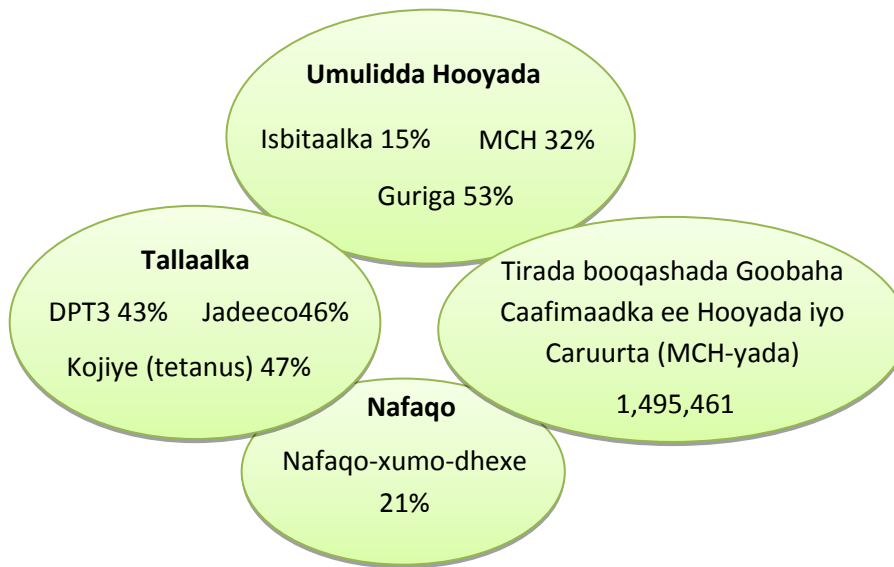 Umulidda Hooyada
Isbitaalka 15% MCH 32%
Guriga 53%
Tallaalka
DPT3 43% Jadeeco46%
Kojiye (tetanus) 47%
Tirada booqashada Goobaha
Caafimaadka ee Hooyada iyo
Caruurta (MCH-yada)
1,495,461
Nafaqo
Nafaqo-xumo-dhexe
21%